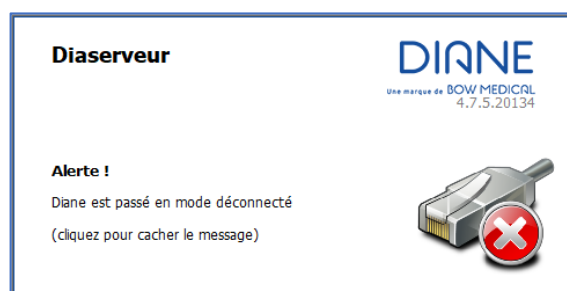 Diaserveur
DIANE
Une marque de BOW MEDICAL
4.7.5.20134
Alerte !
Diane est passé en mode déconnecté
(cliquez pour cacher le message)